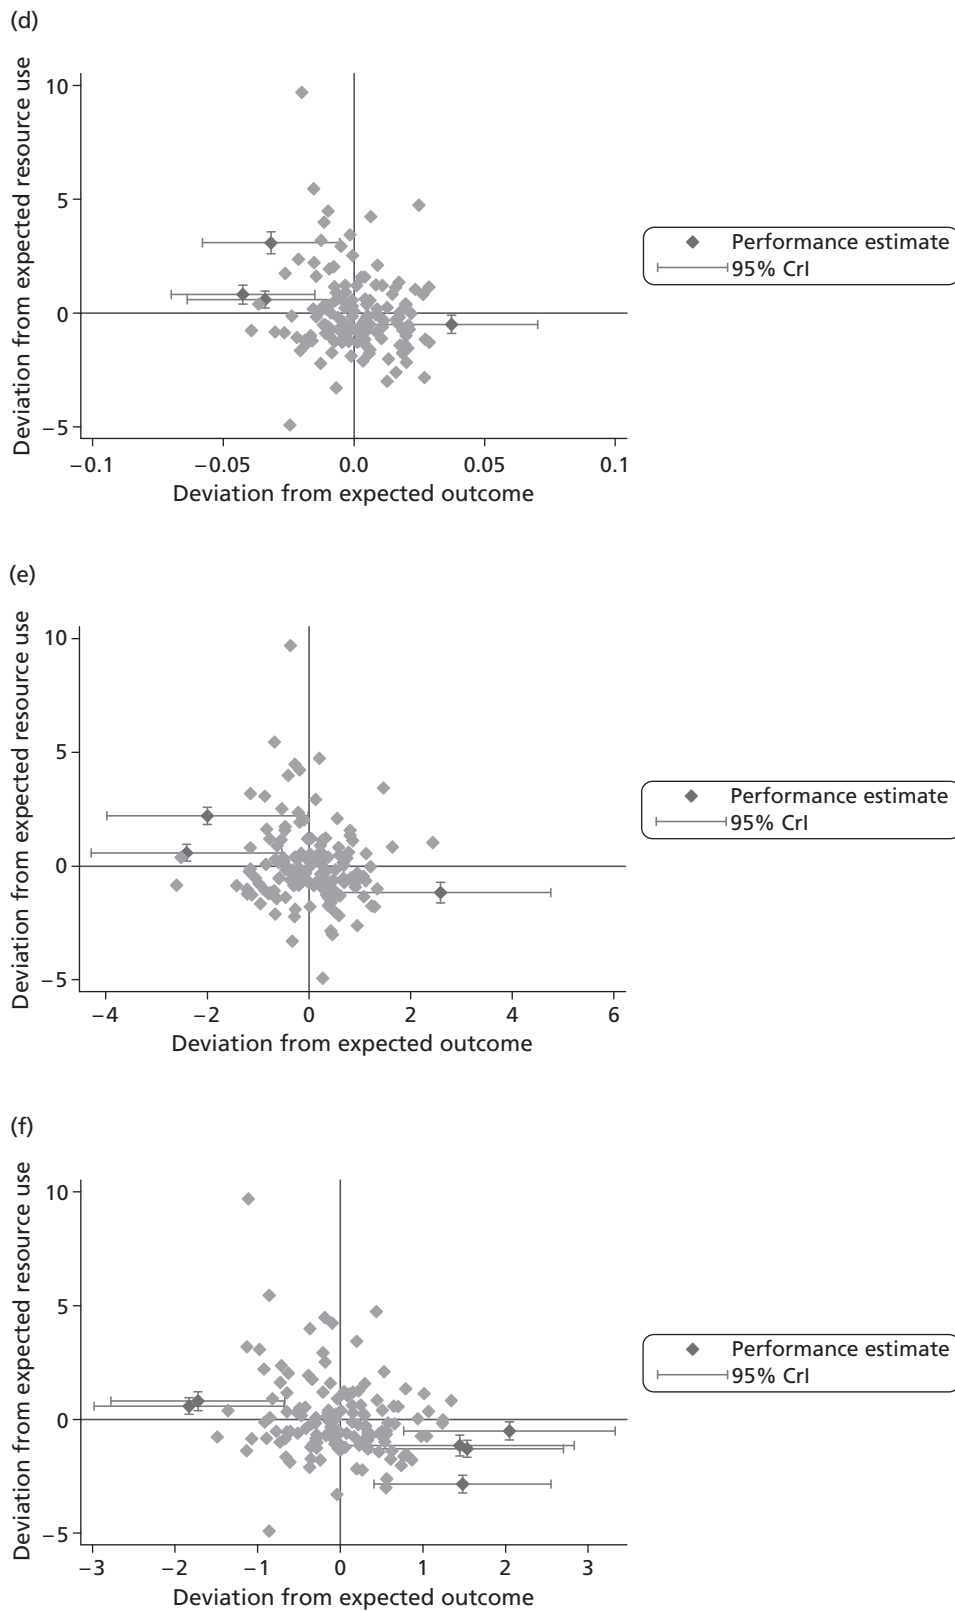 (d)
Deviation from expected resource use
10
5
0
−5
−0.1
−0.05
0.0
0.05
0.1
Deviation from expected outcome
Performance estimate
95% CrI
(e)
Deviation from expected resource use
10
5
0
−5
−4
−2
0
2
4
6
Deviation from expected outcome
Performance estimate
95% CrI
(f)
Deviation from expected resource use
10
5
0
−5
−3
−2
−1
0
1
2
3
Deviation from expected outcome
Performance estimate
95% CrI